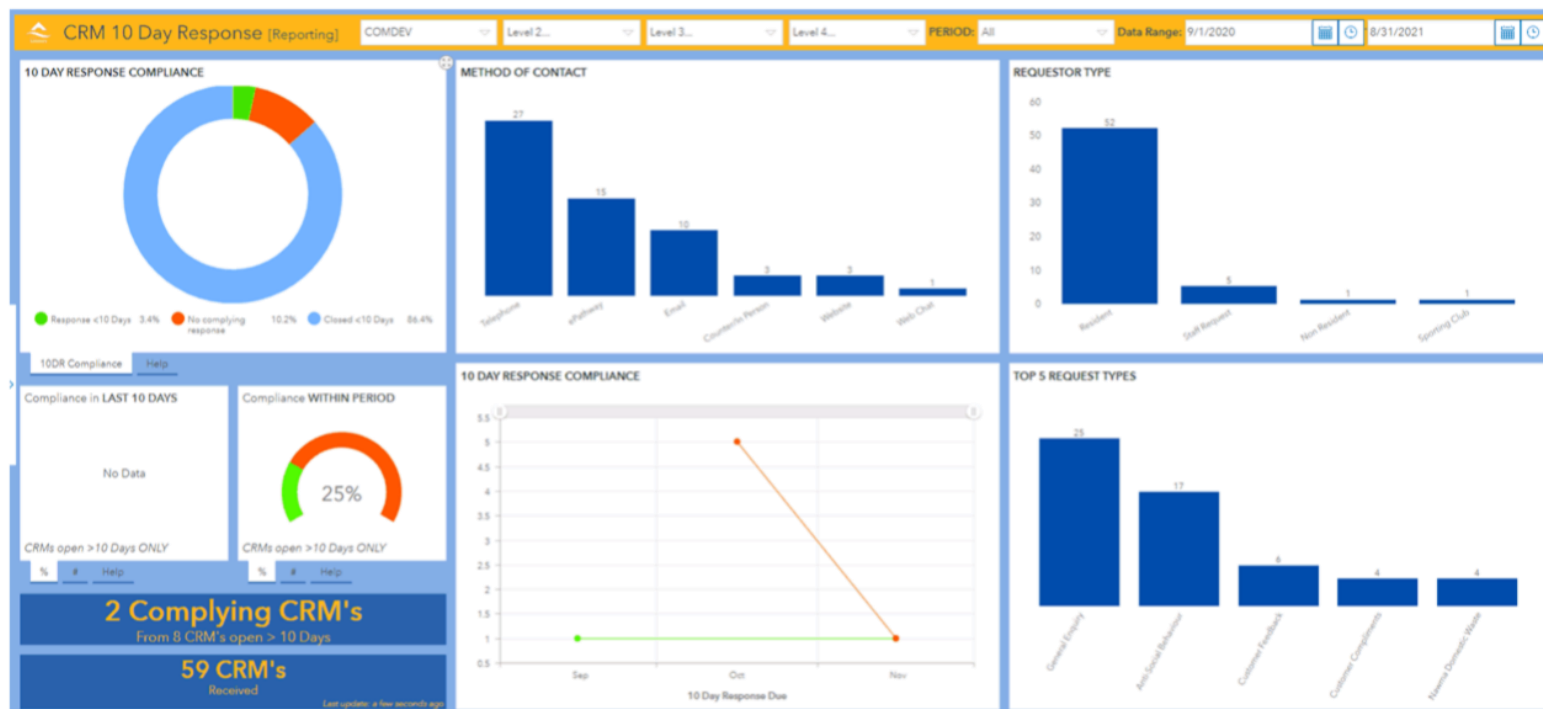 CRM 10 Day Response [Reporting]
COMDEV
Level 2...
Level 3...
Level 4...
PERIOD: All
Data Range: 9/1/2020
8/31/2021
10 DAY RESPONSE COMPLIANCE
Response <10 Days 3.4%
No complying response 10.2%
Closed <10 Days 86.4%
10DR Compliance
Help
METHOD OF CONTACT
27
15
10
3
3
1
Telephone
ePathway
Email
Counter/In Person
Website
Web Chat
REQUESTOR TYPE
60
50
40
30
20
10
0
52
5
1
1
Resident
Staff Request
Non Resident
Sporting Club
Compliance in LAST 10 DAYS
No Data
CRMs open >10 Days ONLY
%
#
Help
Compliance WITHIN PERIOD
25%
CRMs open >10 Days ONLY
%
#
Help
2 Complying CRM's
From 8 CRM's open > 10 Days
59 CRM's
Received
Last update: a few seconds ago
10 DAY RESPONSE COMPLIANCE
5.5
5
4.5
4
3.5
3
2.5
2
1.5
1
0.5
Sep
Oct
Nov
10 Day Response Due
TOP 5 REQUEST TYPES
25
17
6
4
4
General Enquiry
Anti-Social Behaviour
Customer Feedback
Customer Compliments
Nawma Domestic Waste